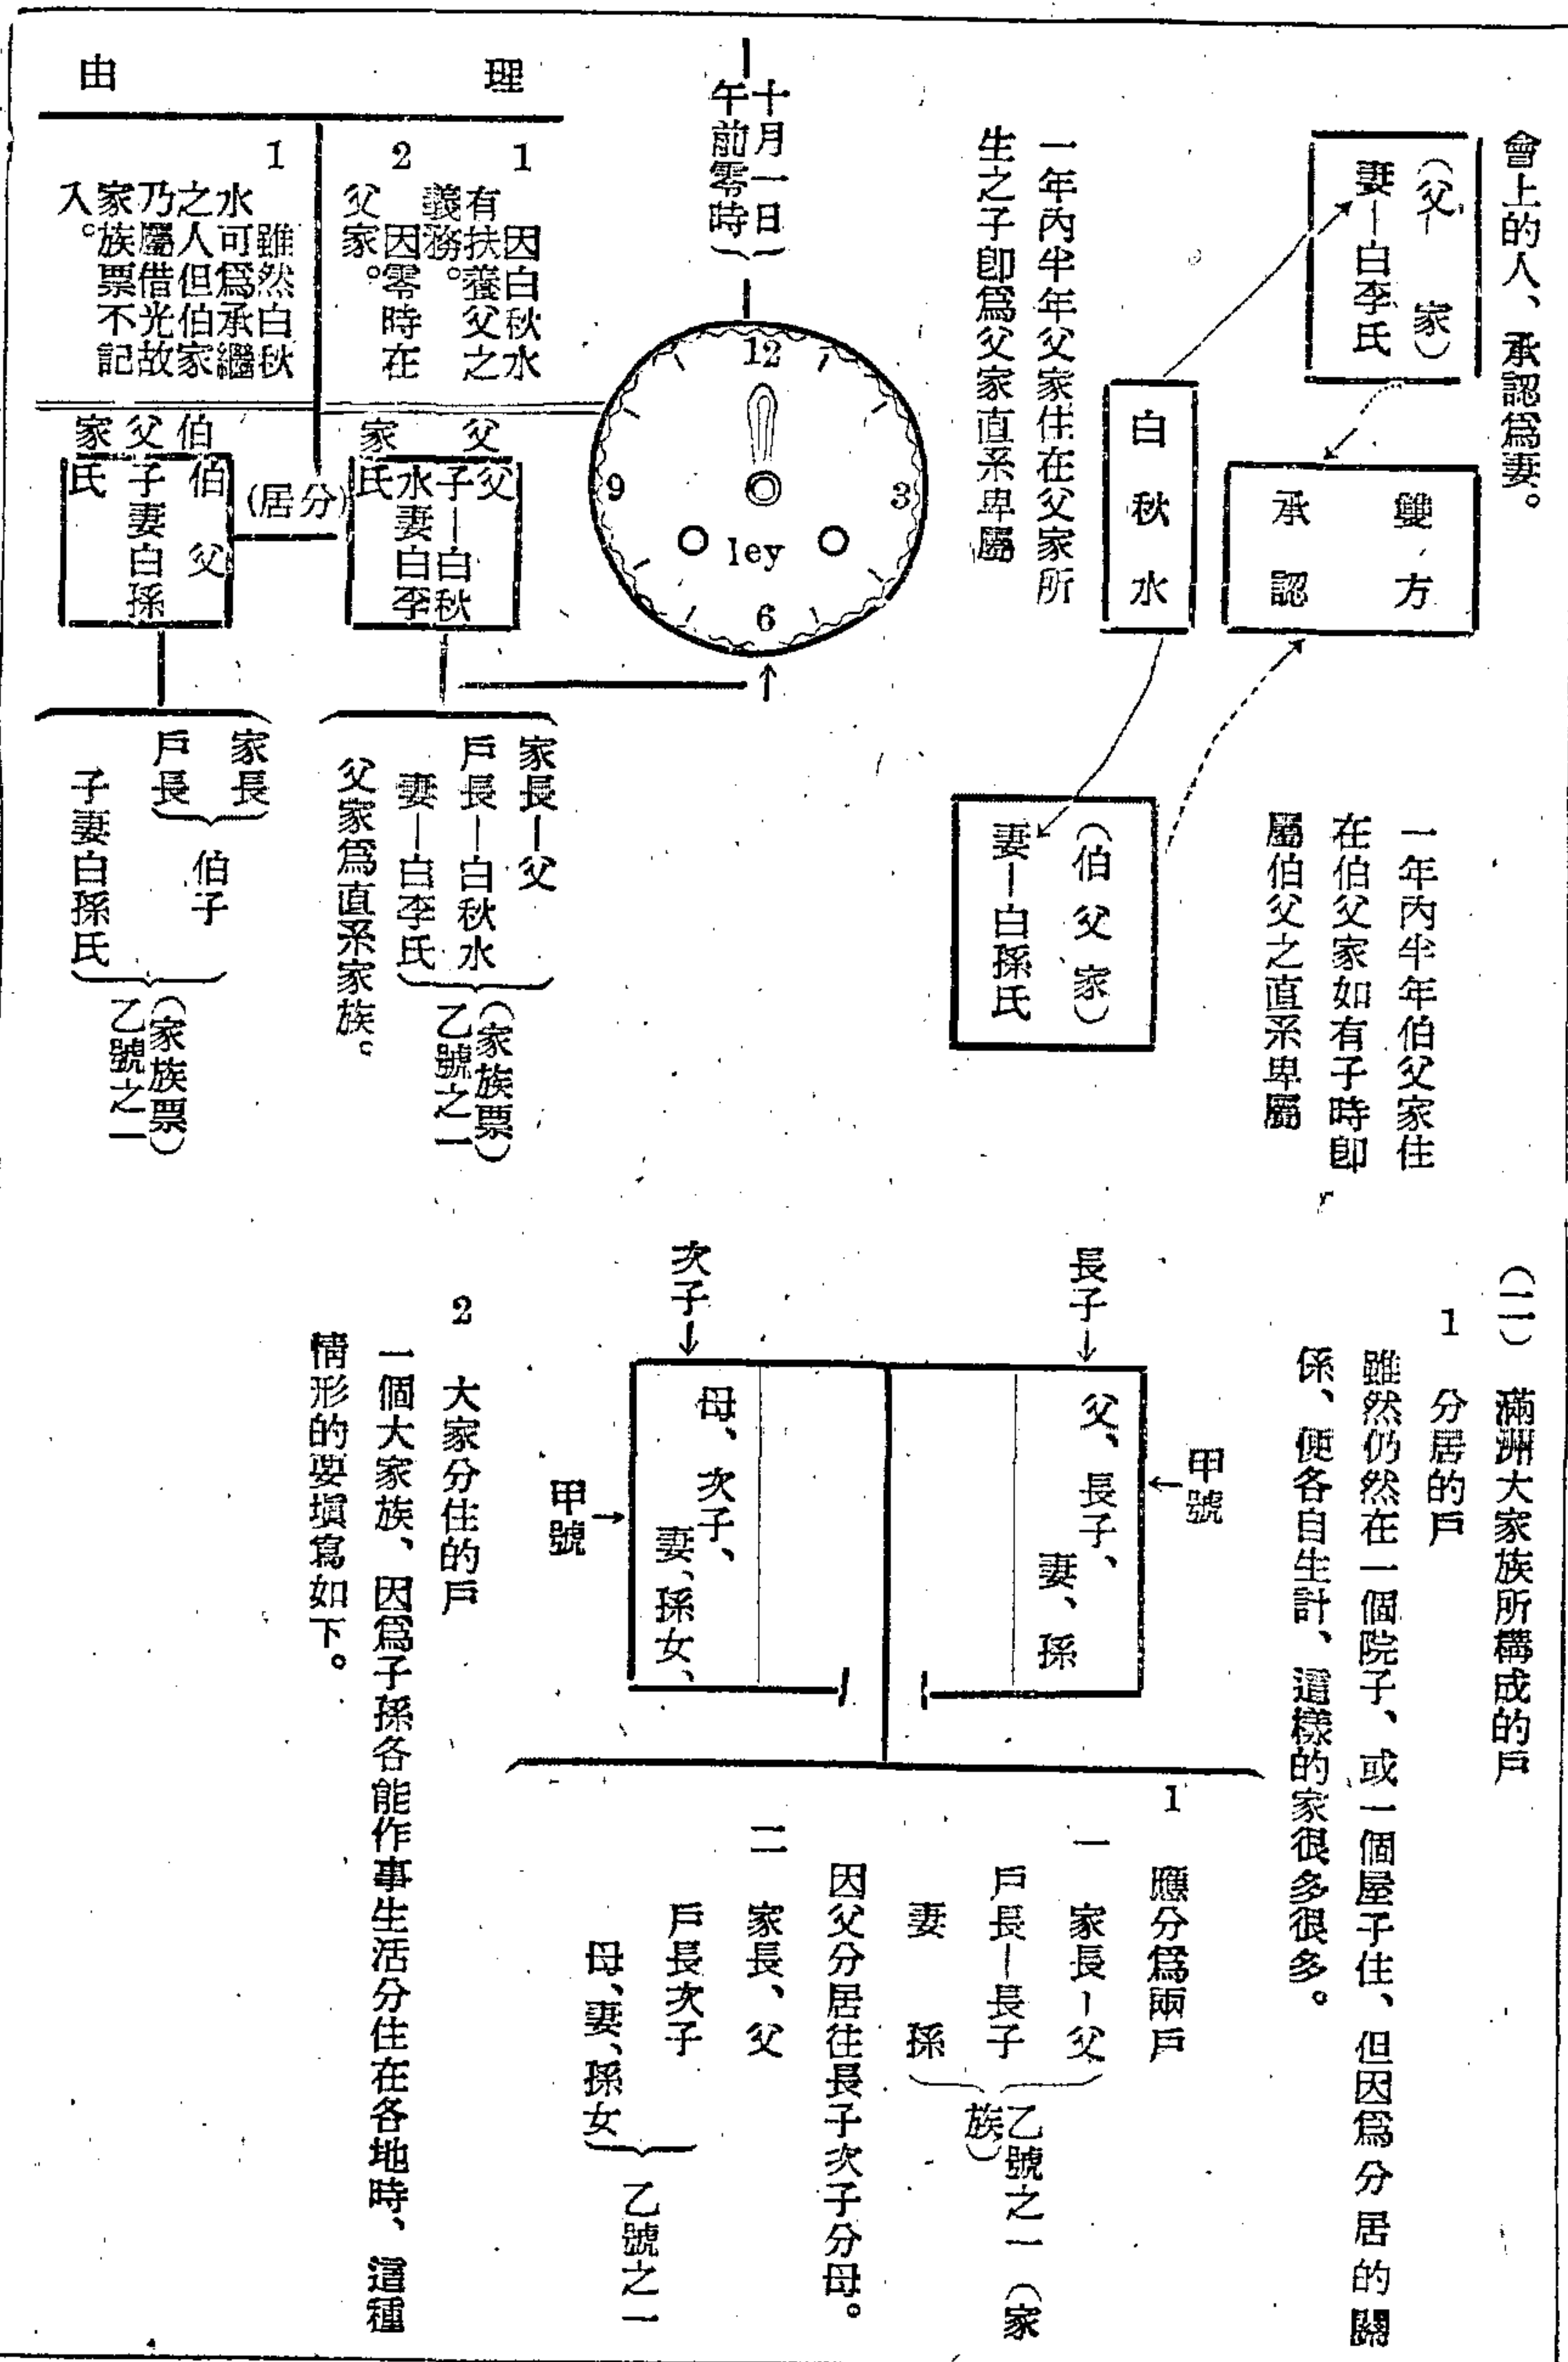 會上的人、承認爲妻。
(父 家)
妻—白李氏
雙方
承認
白秋水
一年內半年父家住在父家所
生之子卽爲父家直系卑屬
一年內半年伯父家住
在伯父家如有子時卽
屬伯父之直系卑屬
(伯父家)
妻—白孫氏
十月一日
午前零時
12
3
6
9
ley
理由
1 因白秋水
有扶養父之
義務。
2 因零時在
父家。
1 雖然白秋
水可爲承繼
之人但伯家
乃屬借光故
家族票不記
入。
父家
父
子—白秋
水妻白李
氏
(分居)
伯父家
伯父
子妻白孫
氏
家長—父
戶長—白秋水
妻—白李氏
(家族票)
乙號之一
父家爲直系家族。
家長
戶長
伯子
子妻白孫氏
(家族票)
乙號之一
(二) 滿洲大家族所構成的戶
1 分居的戶
雖然仍然在一個院子、或一個屋子住、但因爲分居的關
係、便各自生計、這樣的家很多很多。
長子→
父、長子、
妻、孫
←甲號
次子→
母、次子、
妻、孫女、
甲號→
1 應分爲兩戶
一 家長—父
戶長—長子
妻 孫
乙號之一(家
族)
因父分居往長子次子分母。
二 家長、父
戶長次子
母、妻、孫女
乙號之一
2 大家分住的戶
一個大家族、因爲子孫各能作事生活分住在各地時、這種
情形的要塡寫如下。